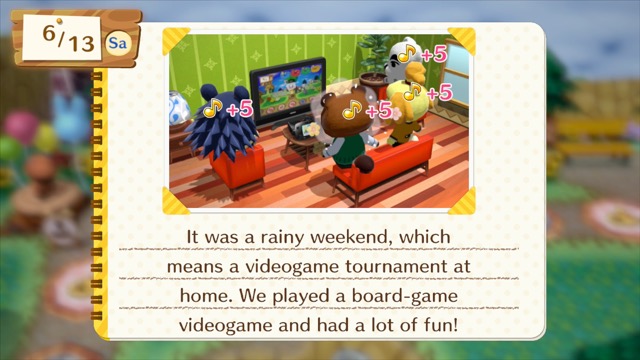 6/13 Sa
+5
+5
+5
+5
It was a rainy weekend, which
means a videogame tournament at
home. We played a board-game
videogame and had a lot of fun!